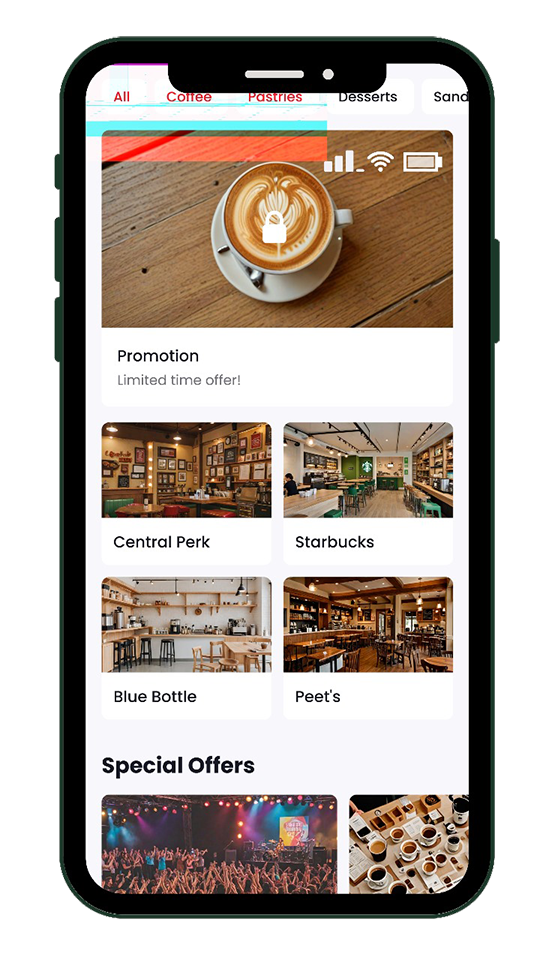 All Coffee Pastries Desserts Sand
Promotion
Limited time offer!
Central Perk
Starbucks
Blue Bottle
Peet's
Special Offers